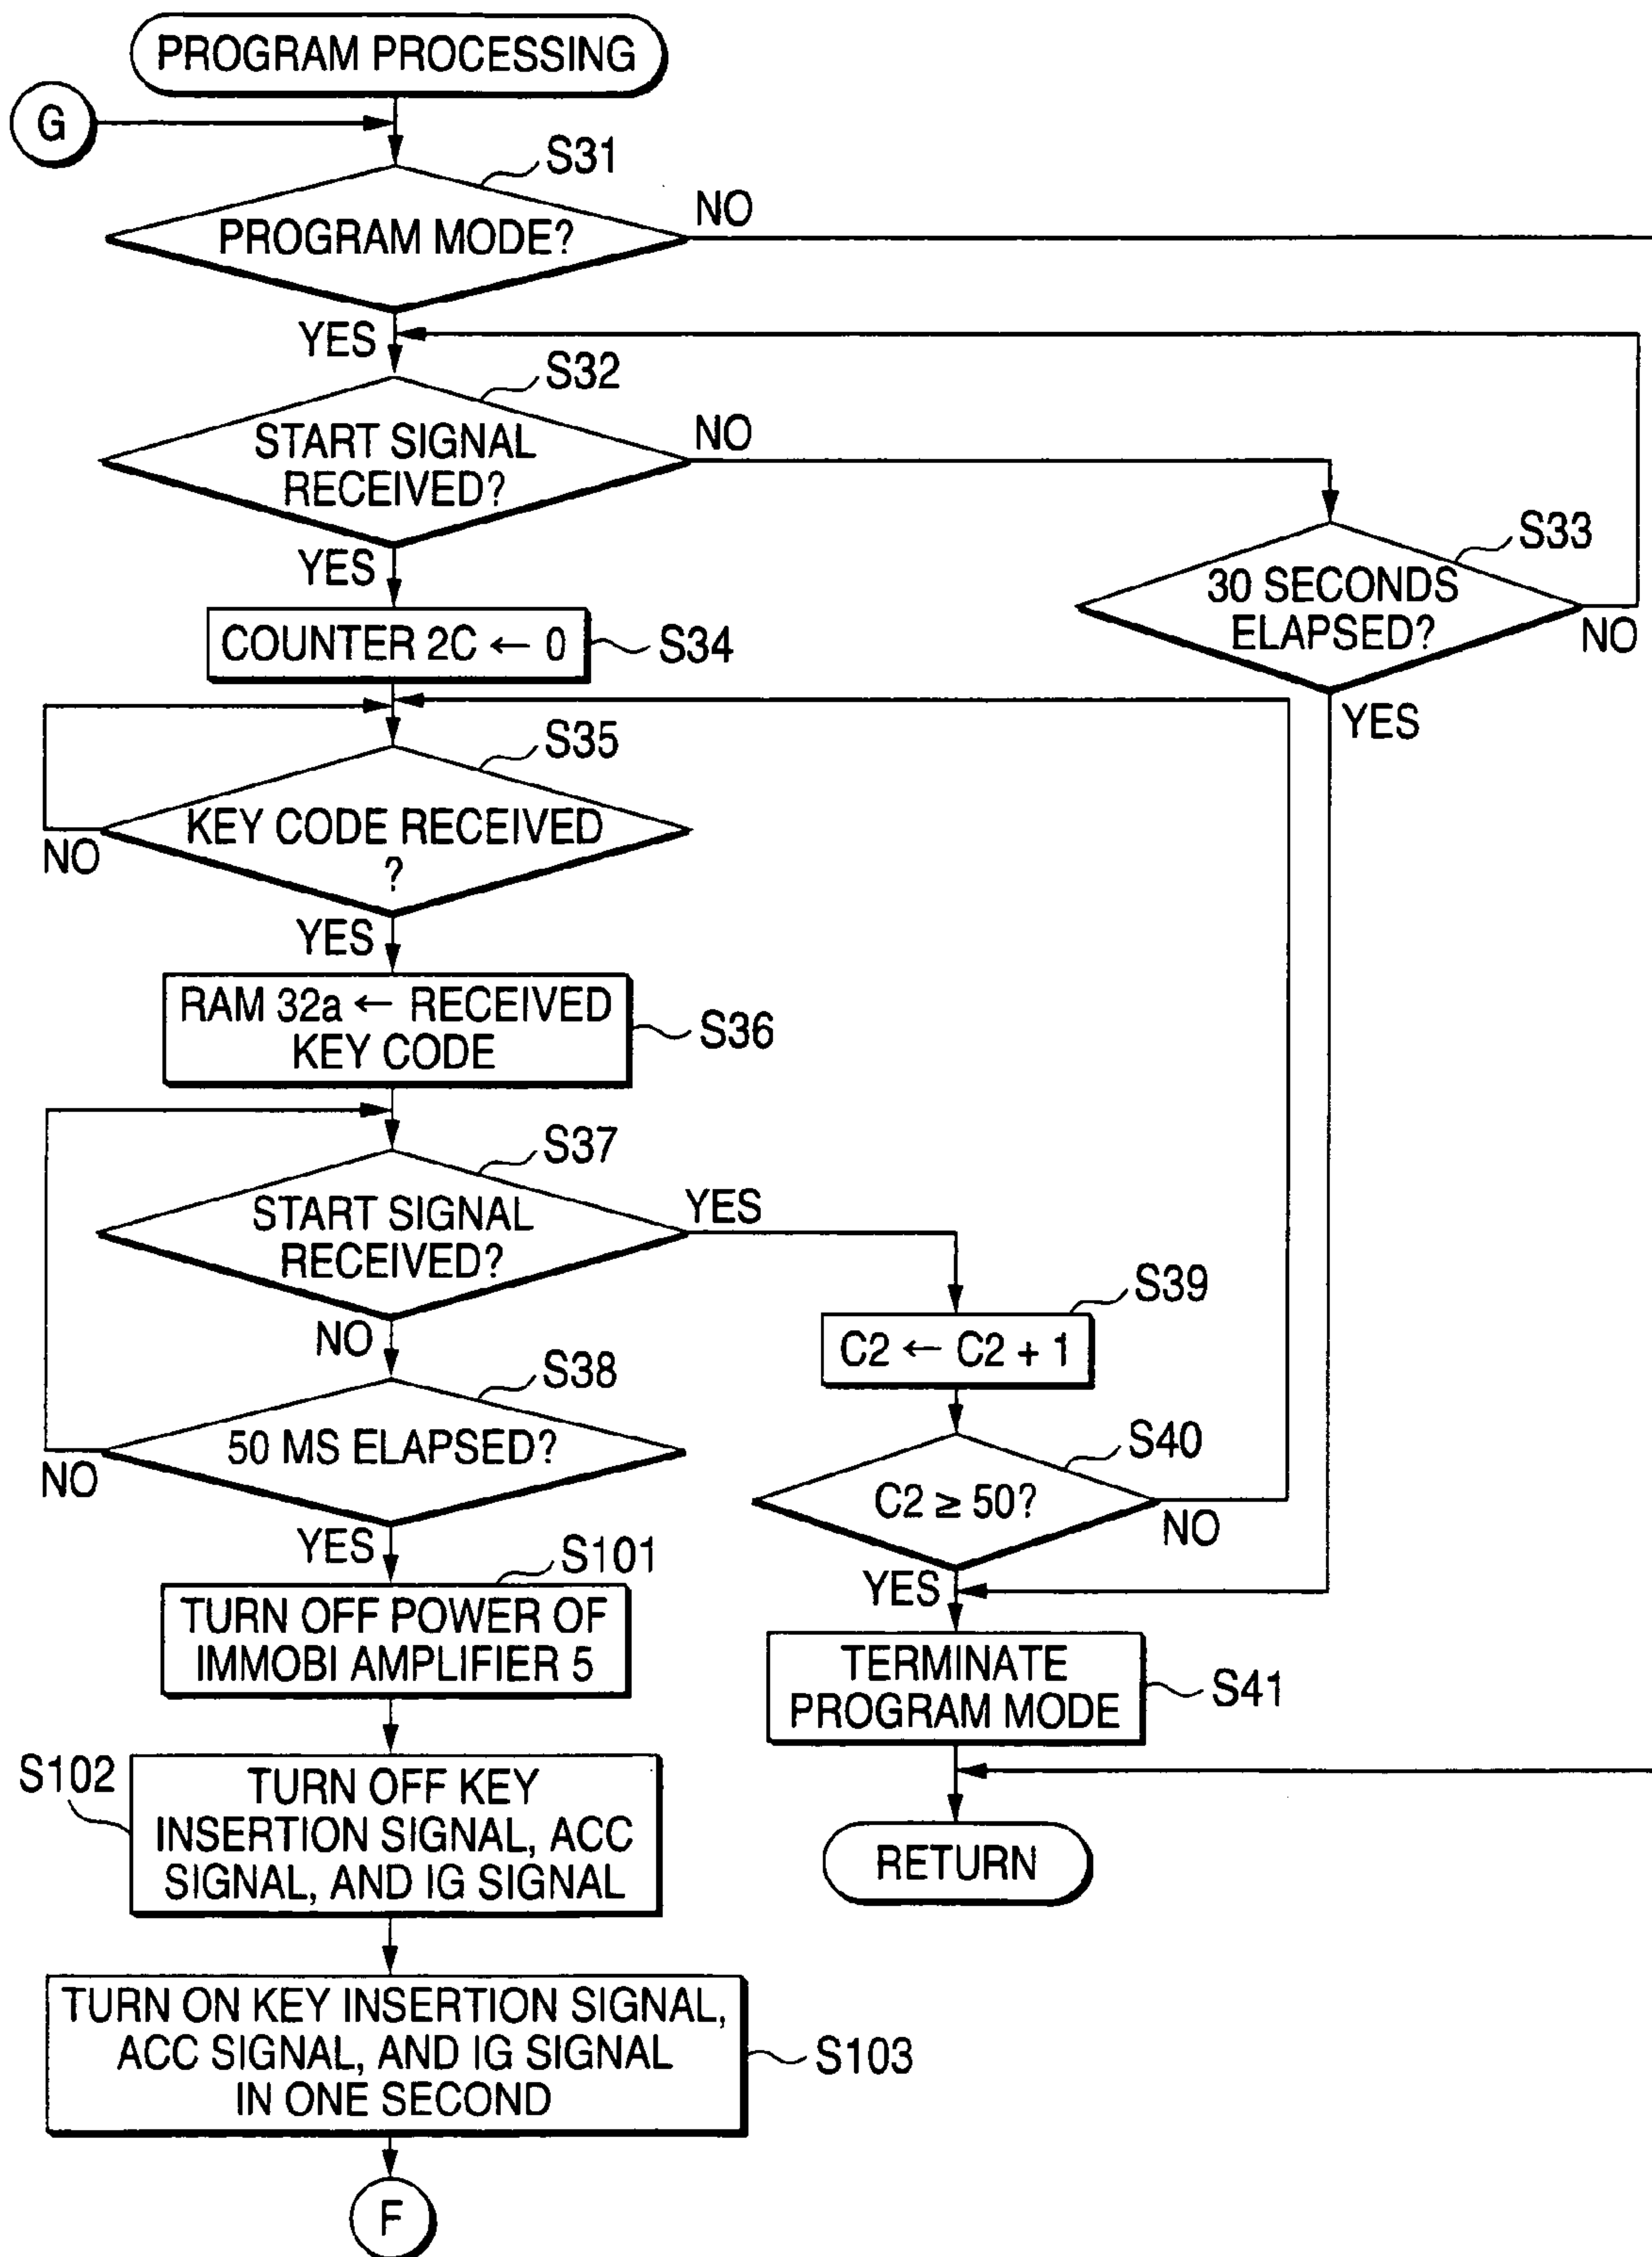 PROGRAM PROCESSING
G
S31
PROGRAM MODE?
NO
YES
S32
START SIGNAL
RECEIVED?
NO
YES
S33
30 SECONDS
ELAPSED?
NO
YES
COUNTER 2C ← 0
S34
S35
KEY CODE RECEIVED
?
NO
YES
RAM 32a ← RECEIVED
KEY CODE
S36
S37
START SIGNAL
RECEIVED?
YES
NO
S39
C2 ← C2 + 1
S38
50 MS ELAPSED?
NO
YES
S40
C2 ≥ 50?
NO
YES
S101
TURN OFF POWER OF
IMMOBI AMPLIFIER 5
TERMINATE
PROGRAM MODE
S41
S102
TURN OFF KEY
INSERTION SIGNAL, ACC
SIGNAL, AND IG SIGNAL
RETURN
TURN ON KEY INSERTION SIGNAL,
ACC SIGNAL, AND IG SIGNAL
IN ONE SECOND
S103
F